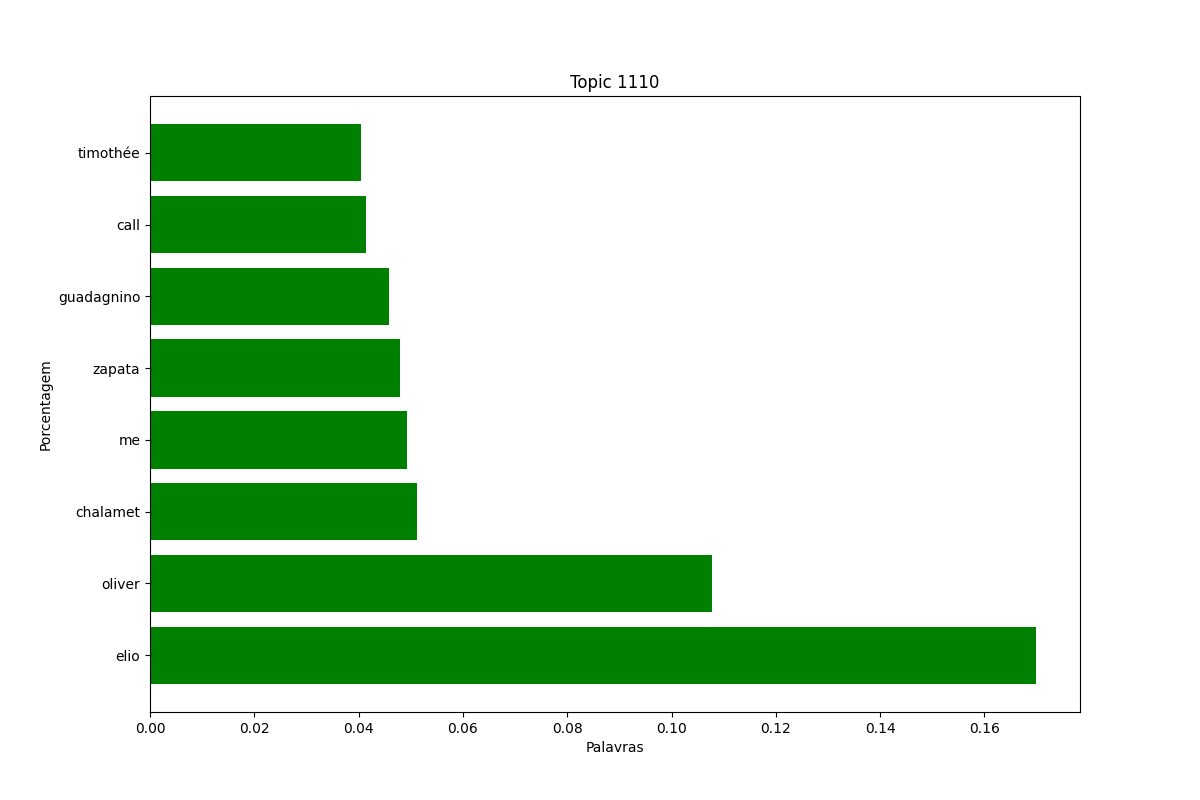 Topic 1110
timothée
call
guadagnino
zapata
me
chalamet
oliver
elio
Porcentagem
0.00 0.02 0.04 0.06 0.08 0.10 0.12 0.14 0.16
Palavras